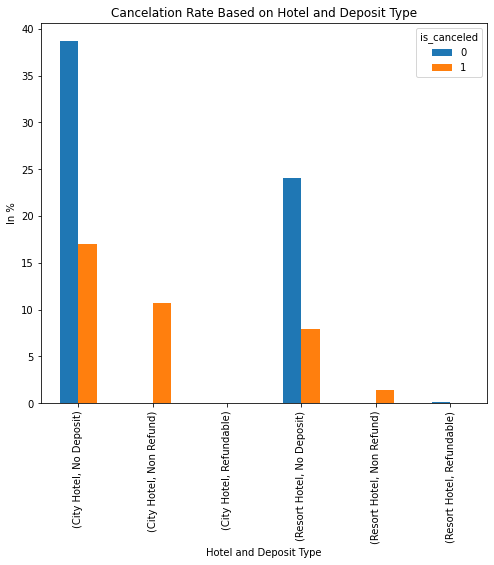 Cancelation Rate Based on Hotel and Deposit Type
is_canceled
0
1
In %
40
35
30
25
20
15
10
5
0
(City Hotel, No Deposit)
(City Hotel, Non Refund)
(City Hotel, Refundable)
(Resort Hotel, No Deposit)
(Resort Hotel, Non Refund)
(Resort Hotel, Refundable)
Hotel and Deposit Type